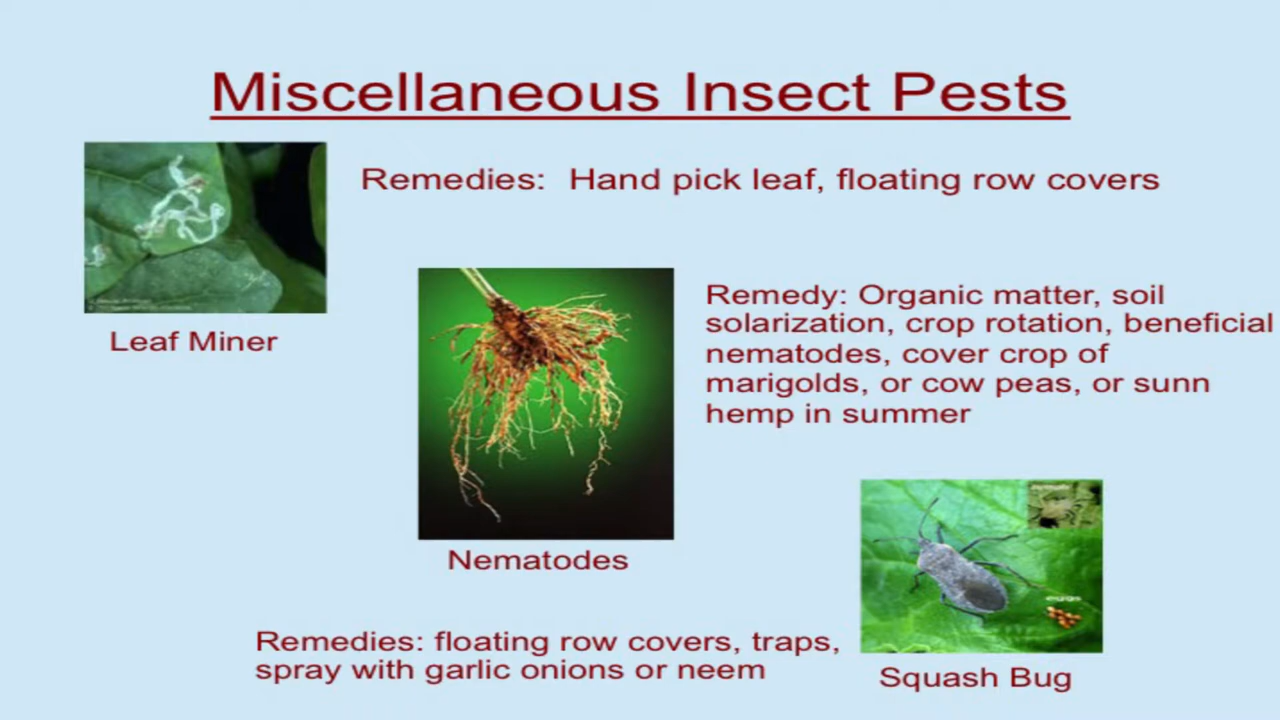 Miscellaneous Insect Pests
Remedies: Hand pick leaf, floating row covers
Leaf Miner
Remedy: Organic matter, soil
solarization, crop rotation, beneficial
nematodes, cover crop of
marigolds, or cow peas, or sunn
hemp in summer
Nematodes
eggs
Remedies: floating row covers, traps,
spray with garlic onions or neem
Squash Bug